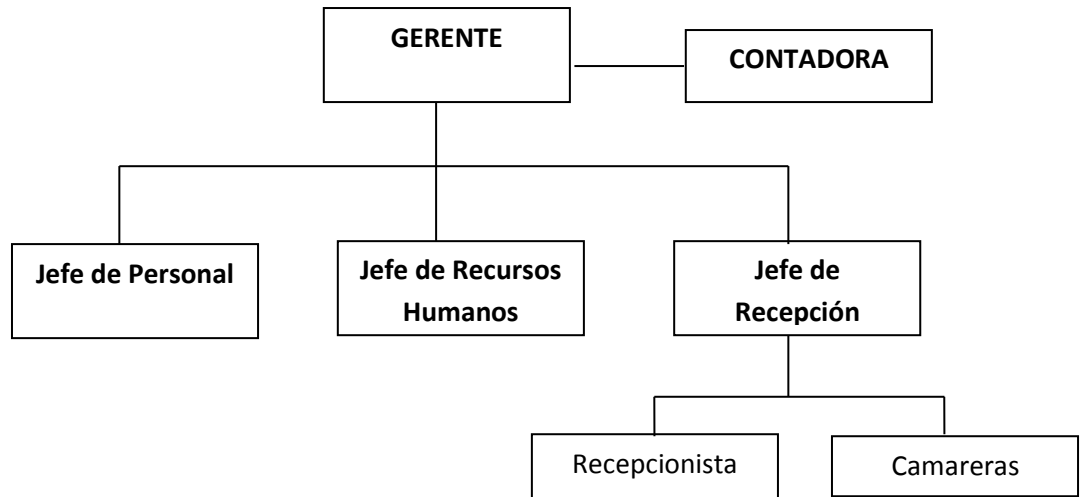 GERENTE
CONTADORA
Jefe de Personal
Jefe de Recursos
Humanos
Jefe de
Recepción
Recepcionista
Camareras